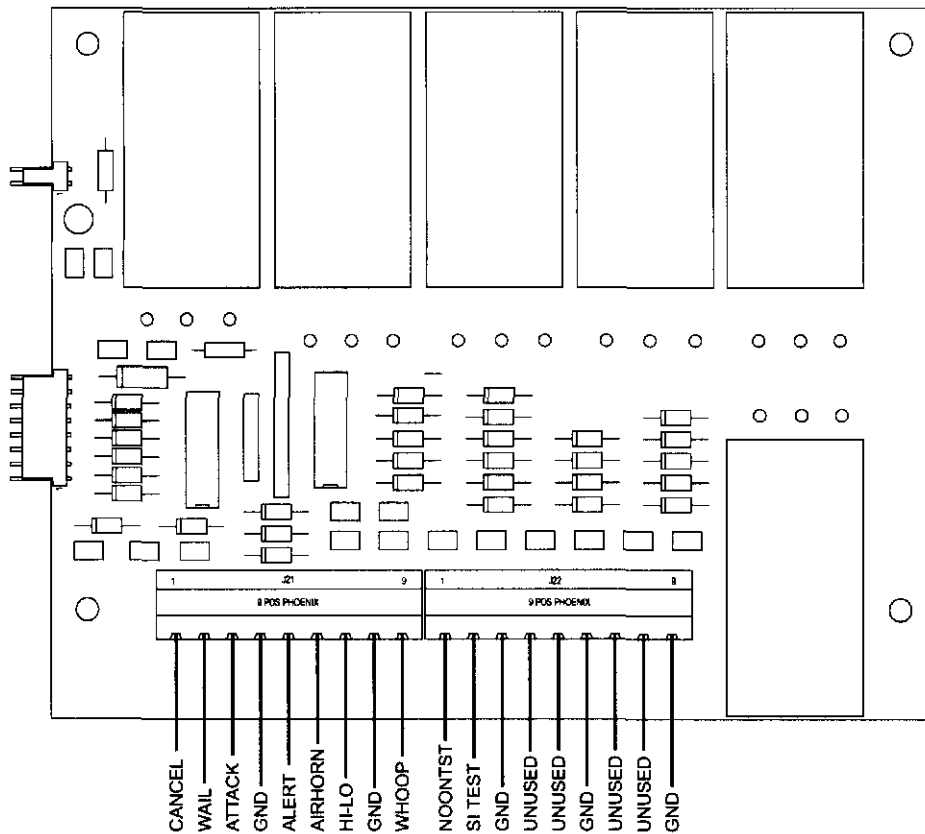 1 J21 9
9 POS PHOENIX
1 J22 9
9 POS PHOENIX
CANCEL
WAIL
ATTACK
GND
ALERT
AIRHORN
HI-LO
GND
WHOOP
NOONTST
SI TEST
GND
UNUSED
UNUSED
GND
UNUSED
UNUSED
GND